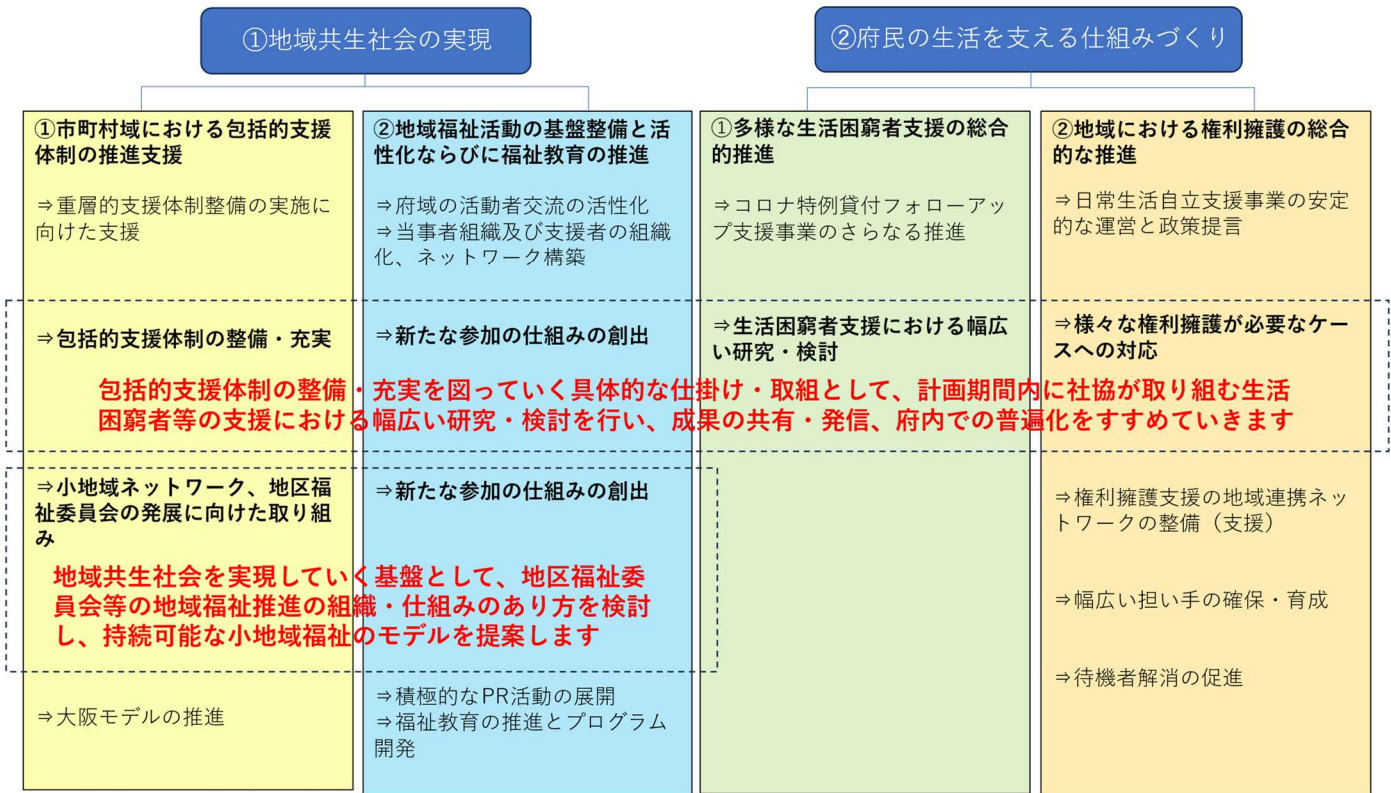 ①地域共生社会の実現
②府民の生活を支える仕組みづくり
①市町村域における包括的支援
体制の推進支援
⇒重層的支援体制整備の実施に
向けた支援
⇒包括的支援体制の整備・充実
⇒小地域ネットワーク、地区福
祉委員会の発展に向けた取り組
み
⇒大阪モデルの推進
②地域福祉活動の基盤整備と活
性化ならびに福祉教育の推進
⇒府域の活動者交流の活性化
⇒当事者組織及び支援者の組織
化、ネットワーク構築
⇒新たな参加の仕組みの創出
⇒新たな参加の仕組みの創出
⇒積極的なPR活動の展開
⇒福祉教育の推進とプログラム
開発
①多様な生活困窮者支援の総合
的推進
⇒コロナ特例貸付フォローアッ
プ支援事業のさらなる推進
⇒生活困窮者支援における幅広
い研究・検討
②地域における権利擁護の総合
的な推進
⇒日常生活自立支援事業の安定
的な運営と政策提言
⇒様々な権利擁護が必要なケー
スへの対応
⇒権利擁護支援の地域連携ネッ
トワークの整備（支援）
⇒幅広い担い手の確保・育成
⇒待機者解消の促進
包括的支援体制の整備・充実を図っていく具体的な仕掛け・取組として、計画期間内に社協が取り組む生活
困窮者等の支援における幅広い研究・検討を行い、成果の共有・発信、府内での普遍化をすすめていきます
地域共生社会を実現していく基盤として、地区福祉委
員会等の地域福祉推進の組織・仕組みのあり方を検討
し、持続可能な小地域福祉のモデルを提案します